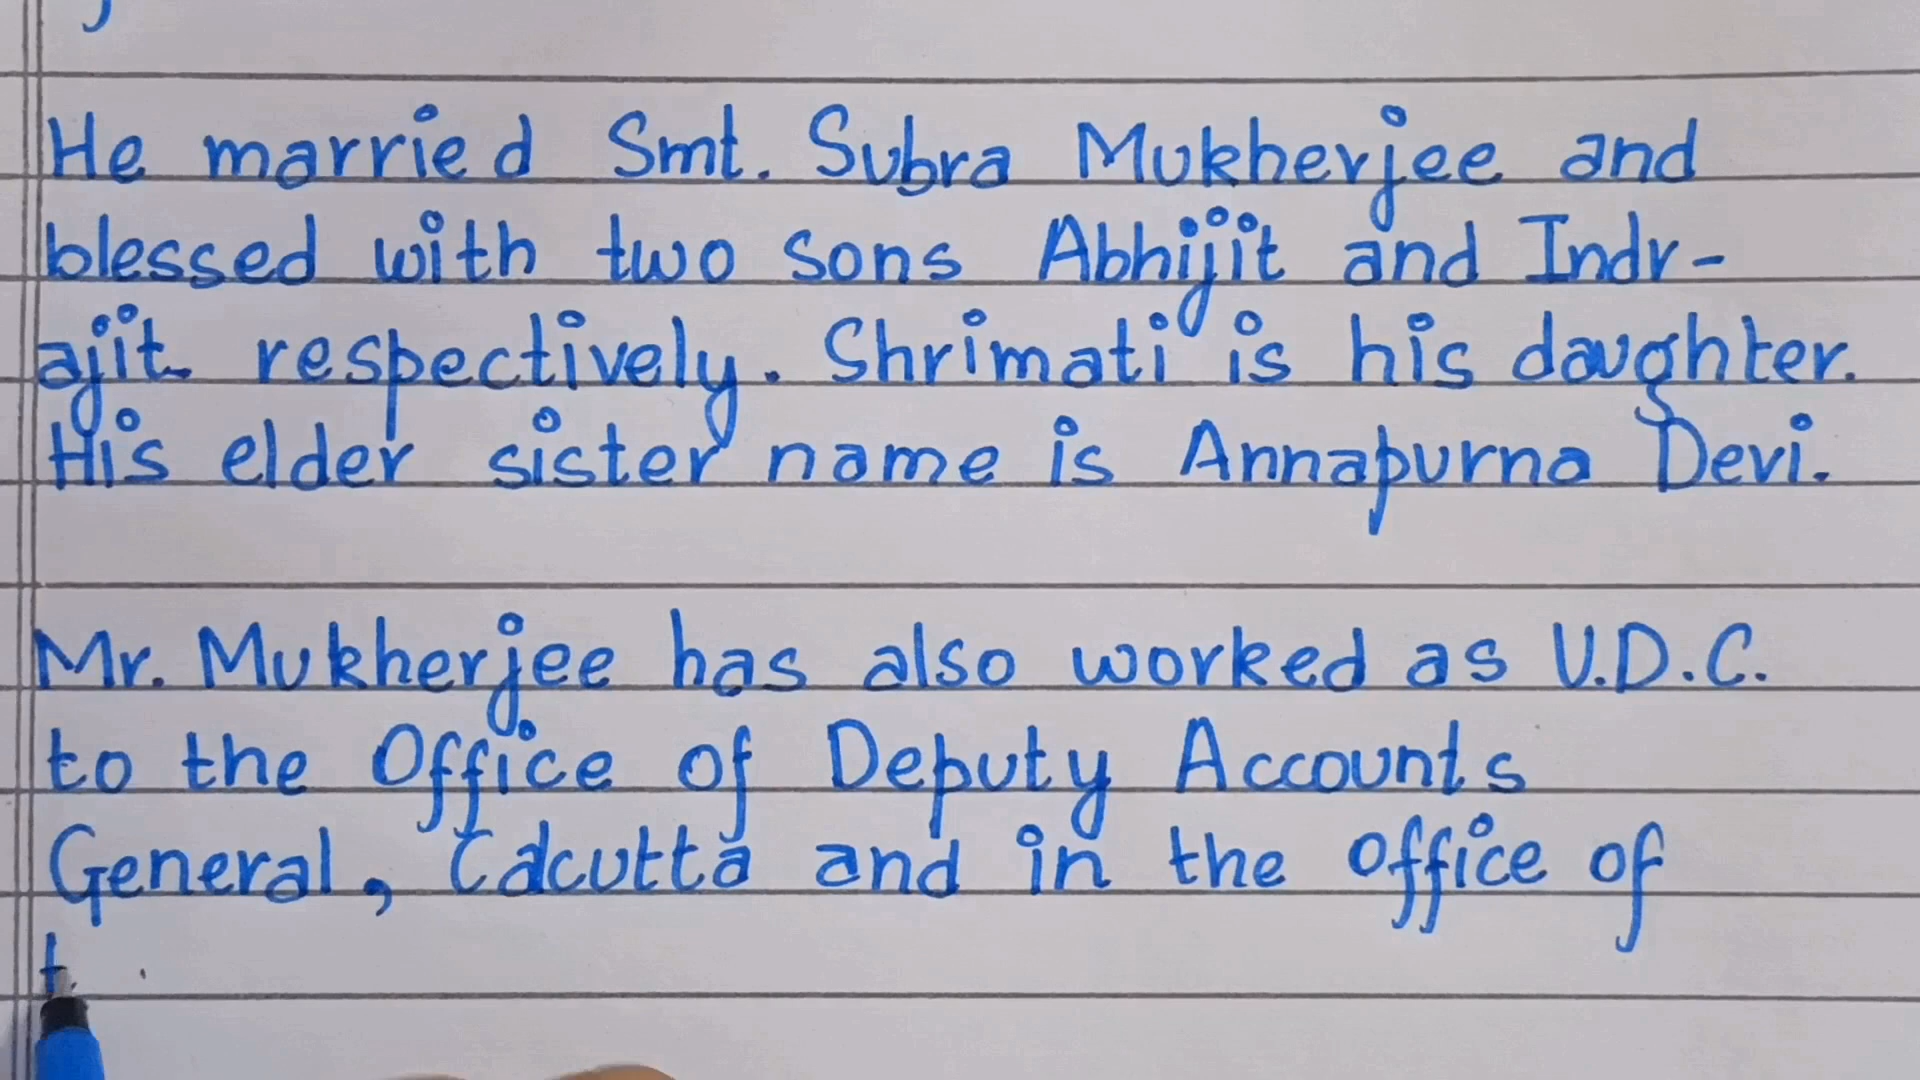 He married Smt. Subra Mukherjee and
blessed with two sons Abhijit and Indr-
ajit respectively. Shrimati is his daughter.
His elder sister name is Annapurna Devi.
Mr. Mukherjee has also worked as U.D.C.
to the Office of Deputy Accounts
General, Calcutta and in the office of
t